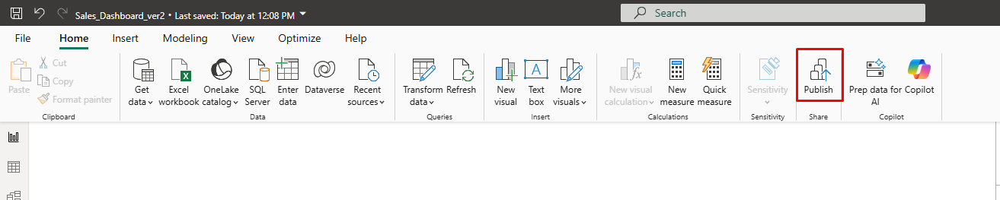 Sales_Dashboard_ver2 • Last saved: Today at 12:08 PM
Search
File Home Insert Modeling View Optimize Help
Paste
Cut
Copy
Format painter
Clipboard
Get data
Excel workbook
OneLake catalog
SQL Server
Enter data
Dataverse
Recent sources
Data
Transform data
Refresh
Queries
New visual
Text box
More visuals
Insert
New visual calculation
New measure
Quick measure
Calculations
Sensitivity
Sensitivity
Publish
Share
Prep data for AI
Copilot
Copilot